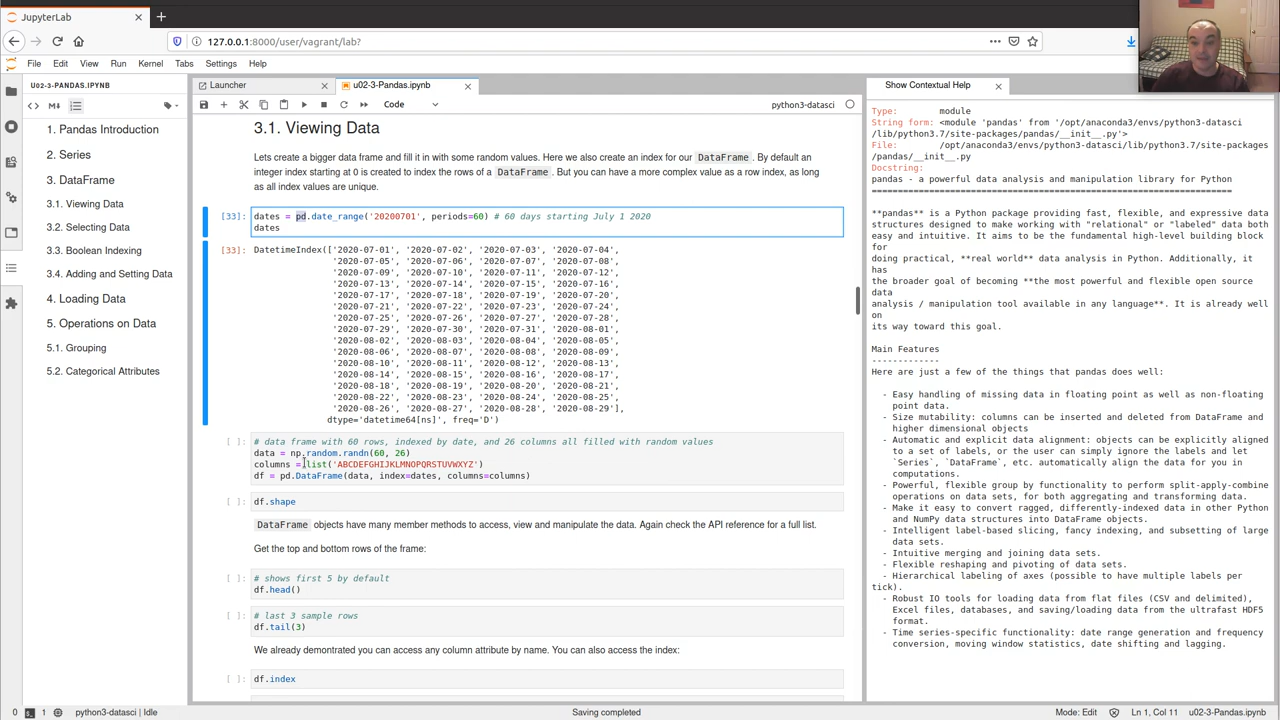 JupyterLab
127.0.0.1:8000/user/vagrant/lab?
File Edit View Run Kernel Tabs Settings Help
U02-3-PANDAS.IPYNB
1. Pandas Introduction
2. Series
3. DataFrame
3.1. Viewing Data
3.2. Selecting Data
3.3. Boolean Indexing
3.4. Adding and Setting Data
4. Loading Data
5. Operations on Data
5.1. Grouping
5.2. Categorical Attributes
Launcher
u02-3-Pandas.ipynb
Code
python3-datasci
3.1. Viewing Data
Lets create a bigger data frame and fill it in with some random values. Here we also create an index for our DataFrame . By default an
integer index starting at 0 is created to index the rows of a DataFrame . But you can have a more complex value as a row index, as long
as all index values are unique.
[33]: dates = pd.date_range('20200701', periods=60) # 60 days starting July 1 2020
dates
[33]: DatetimeIndex(['2020-07-01', '2020-07-02', '2020-07-03', '2020-07-04',
'2020-07-05', '2020-07-06', '2020-07-07', '2020-07-08',
'2020-07-09', '2020-07-10', '2020-07-11', '2020-07-12',
'2020-07-13', '2020-07-14', '2020-07-15', '2020-07-16',
'2020-07-17', '2020-07-18', '2020-07-19', '2020-07-20',
'2020-07-21', '2020-07-22', '2020-07-23', '2020-07-24',
'2020-07-25', '2020-07-26', '2020-07-27', '2020-07-28',
'2020-07-29', '2020-07-30', '2020-07-31', '2020-08-01',
'2020-08-02', '2020-08-03', '2020-08-04', '2020-08-05',
'2020-08-06', '2020-08-07', '2020-08-08', '2020-08-09',
'2020-08-10', '2020-08-11', '2020-08-12', '2020-08-13',
'2020-08-14', '2020-08-15', '2020-08-16', '2020-08-17',
'2020-08-18', '2020-08-19', '2020-08-20', '2020-08-21',
'2020-08-22', '2020-08-23', '2020-08-24', '2020-08-25',
'2020-08-26', '2020-08-27', '2020-08-28', '2020-08-29'],
dtype='datetime64[ns]', freq='D')
[ ]: # data frame with 60 rows, indexed by date, and 26 columns all filled with random values
data = np.random.randn(60, 26)
columns = list('ABCDEFGHIJKLMNOPQRSTUVWXYZ')
df = pd.DataFrame(data, index=dates, columns=columns)
[ ]: df.shape
DataFrame objects have many member methods to access, view and manipulate the data. Again check the API reference for a full list.
Get the top and bottom rows of the frame:
[ ]: # shows first 5 by default
df.head()
[ ]: # last 3 sample rows
df.tail(3)
We already demontrated you can access any column attribute by name. You can also access the index:
[ ]: df.index
Show Contextual Help
Type: module
String form: <module 'pandas' from '/opt/anaconda3/envs/python3-datasci
/lib/python3.7/site-packages/pandas/__init__.py'>
File: /opt/anaconda3/envs/python3-datasci/lib/python3.7/site-packages
/pandas/__init__.py
Docstring:
pandas - a powerful data analysis and manipulation library for Python
=====================================================================
**pandas** is a Python package providing fast, flexible, and expressive data
structures designed to make working with "relational" or "labeled" data both
easy and intuitive. It aims to be the fundamental high-level building block
for
doing practical, **real world** data analysis in Python. Additionally, it
has
the broader goal of becoming **the most powerful and flexible open source
data
analysis / manipulation tool available in any language**. It is already well
on
its way toward this goal.
Main Features
-------------
Here are just a few of the things that pandas does well:
- Easy handling of missing data in floating point as well as non-floating
point data.
- Size mutability: columns can be inserted and deleted from DataFrame and
higher dimensional objects
- Automatic and explicit data alignment: objects can be explicitly aligned
to a set of labels, or the user can simply ignore the labels and let
`Series`, `DataFrame`, etc. automatically align the data for you in
computations.
- Powerful, flexible group by functionality to perform split-apply-combine
operations on data sets, for both aggregating and transforming data.
- Make it easy to convert ragged, differently-indexed data in other Python
and NumPy data structures into DataFrame objects.
- Intelligent label-based slicing, fancy indexing, and subsetting of large
data sets.
- Intuitive merging and joining data sets.
- Flexible reshaping and pivoting of data sets.
- Hierarchical labeling of axes (possible to have multiple labels per
tick).
- Robust IO tools for loading data from flat files (CSV and delimited),
Excel files, databases, and saving/loading data from the ultrafast HDF5
format.
- Time series-specific functionality: date range generation and frequency
conversion, moving window statistics, date shifting and lagging.
0 1 python3-datasci | Idle
Saving completed
Mode: Edit Ln 1, Col 11 u02-3-Pandas.ipynb